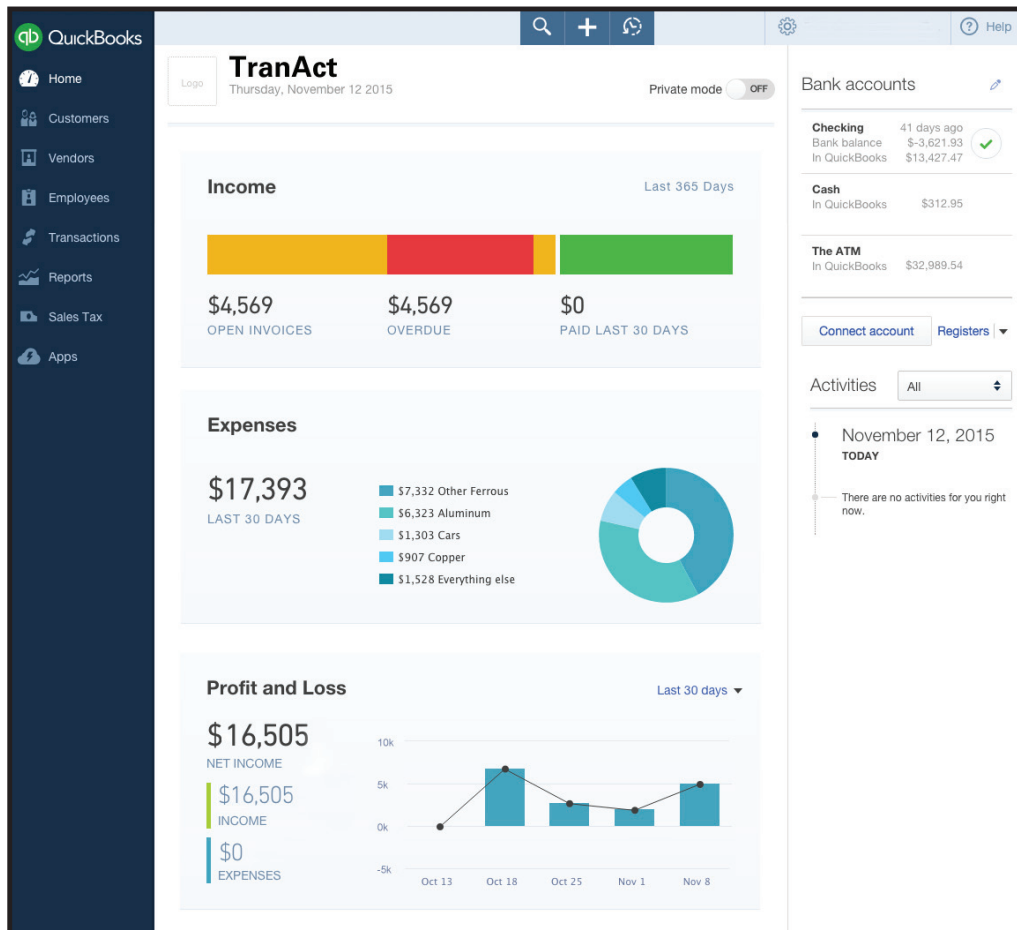 qb QuickBooks
Home
Customers
Vendors
Employees
Transactions
Reports
Sales Tax
Apps
? Help
Logo
TranAct
Thursday, November 12 2015
Private mode OFF
Income
Last 365 Days
$4,569
OPEN INVOICES
$4,569
OVERDUE
$0
PAID LAST 30 DAYS
Expenses
$17,393
LAST 30 DAYS
$7,332 Other Ferrous
$6,323 Aluminum
$1,303 Cars
$907 Copper
$1,528 Everything else
Profit and Loss
Last 30 days
$16,505
NET INCOME
$16,505
INCOME
$0
EXPENSES
10k
5k
0k
-5k
Oct 13 Oct 18 Oct 25 Nov 1 Nov 8
Bank accounts
Checking 41 days ago
Bank balance $-3,621.93
In QuickBooks $13,427.47
Cash
In QuickBooks $312.95
The ATM
In QuickBooks $32,989.54
Connect account Registers
Activities All
November 12, 2015
TODAY
There are no activities for you right
now.